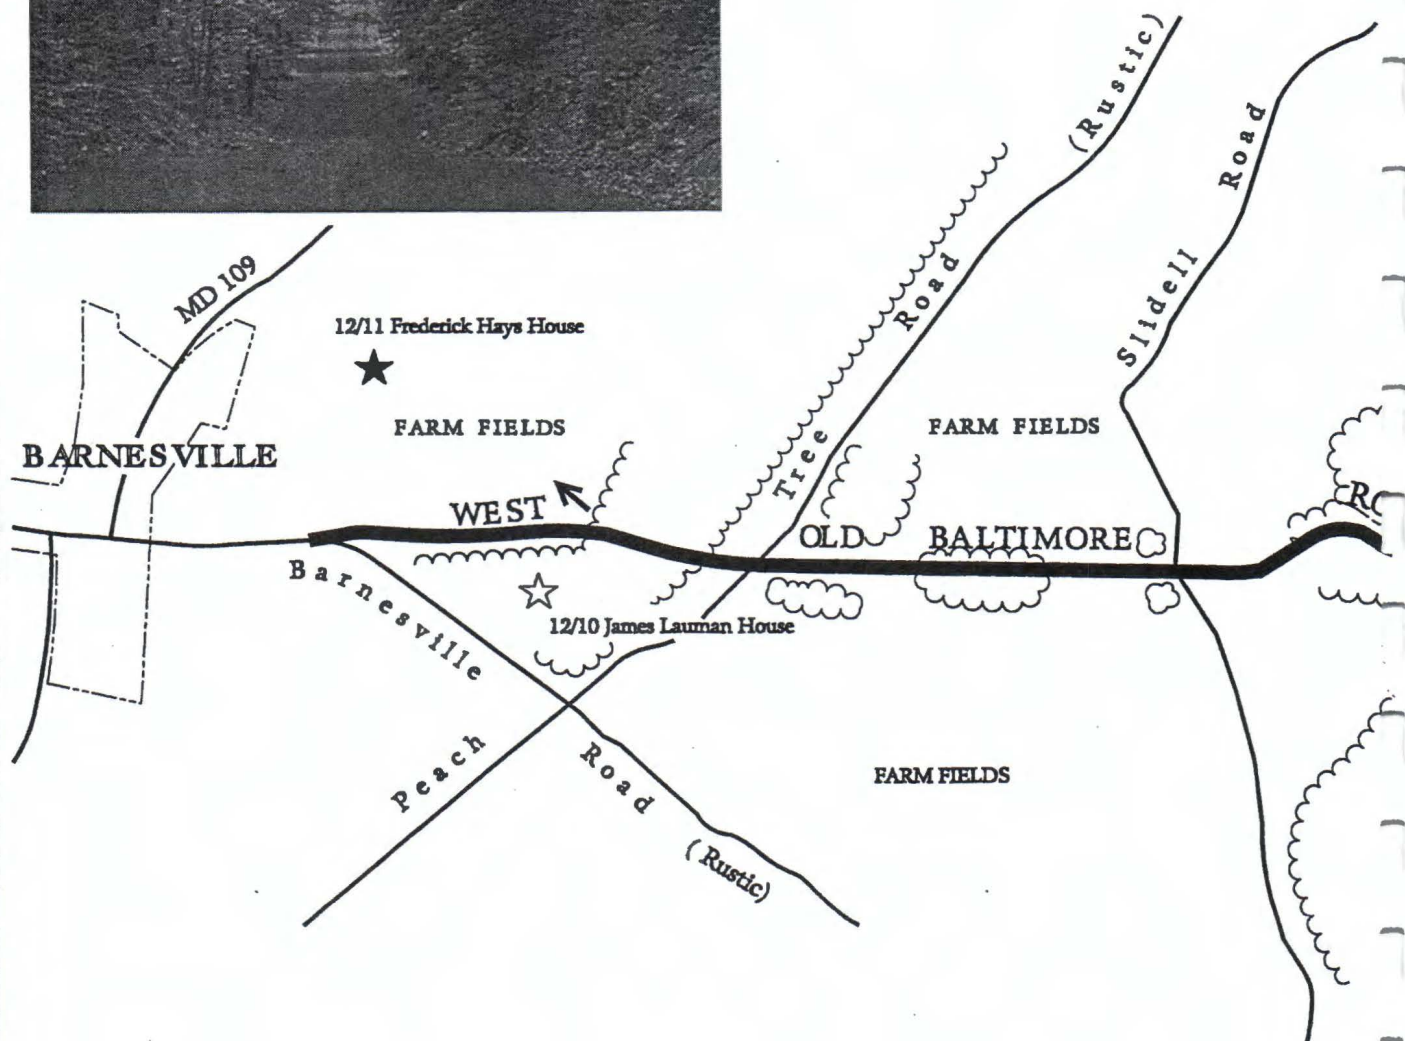 MD 109
12/11 Frederick Hays House
BARNESVILLE
FARM FIELDS
FARM FIELDS
WEST OLD BALTIMORE
Peach Tree Road (Rustic)
Slidell Road
Barnesville Road (Rustic)
12/10 James Lauman House
FARM FIELDS